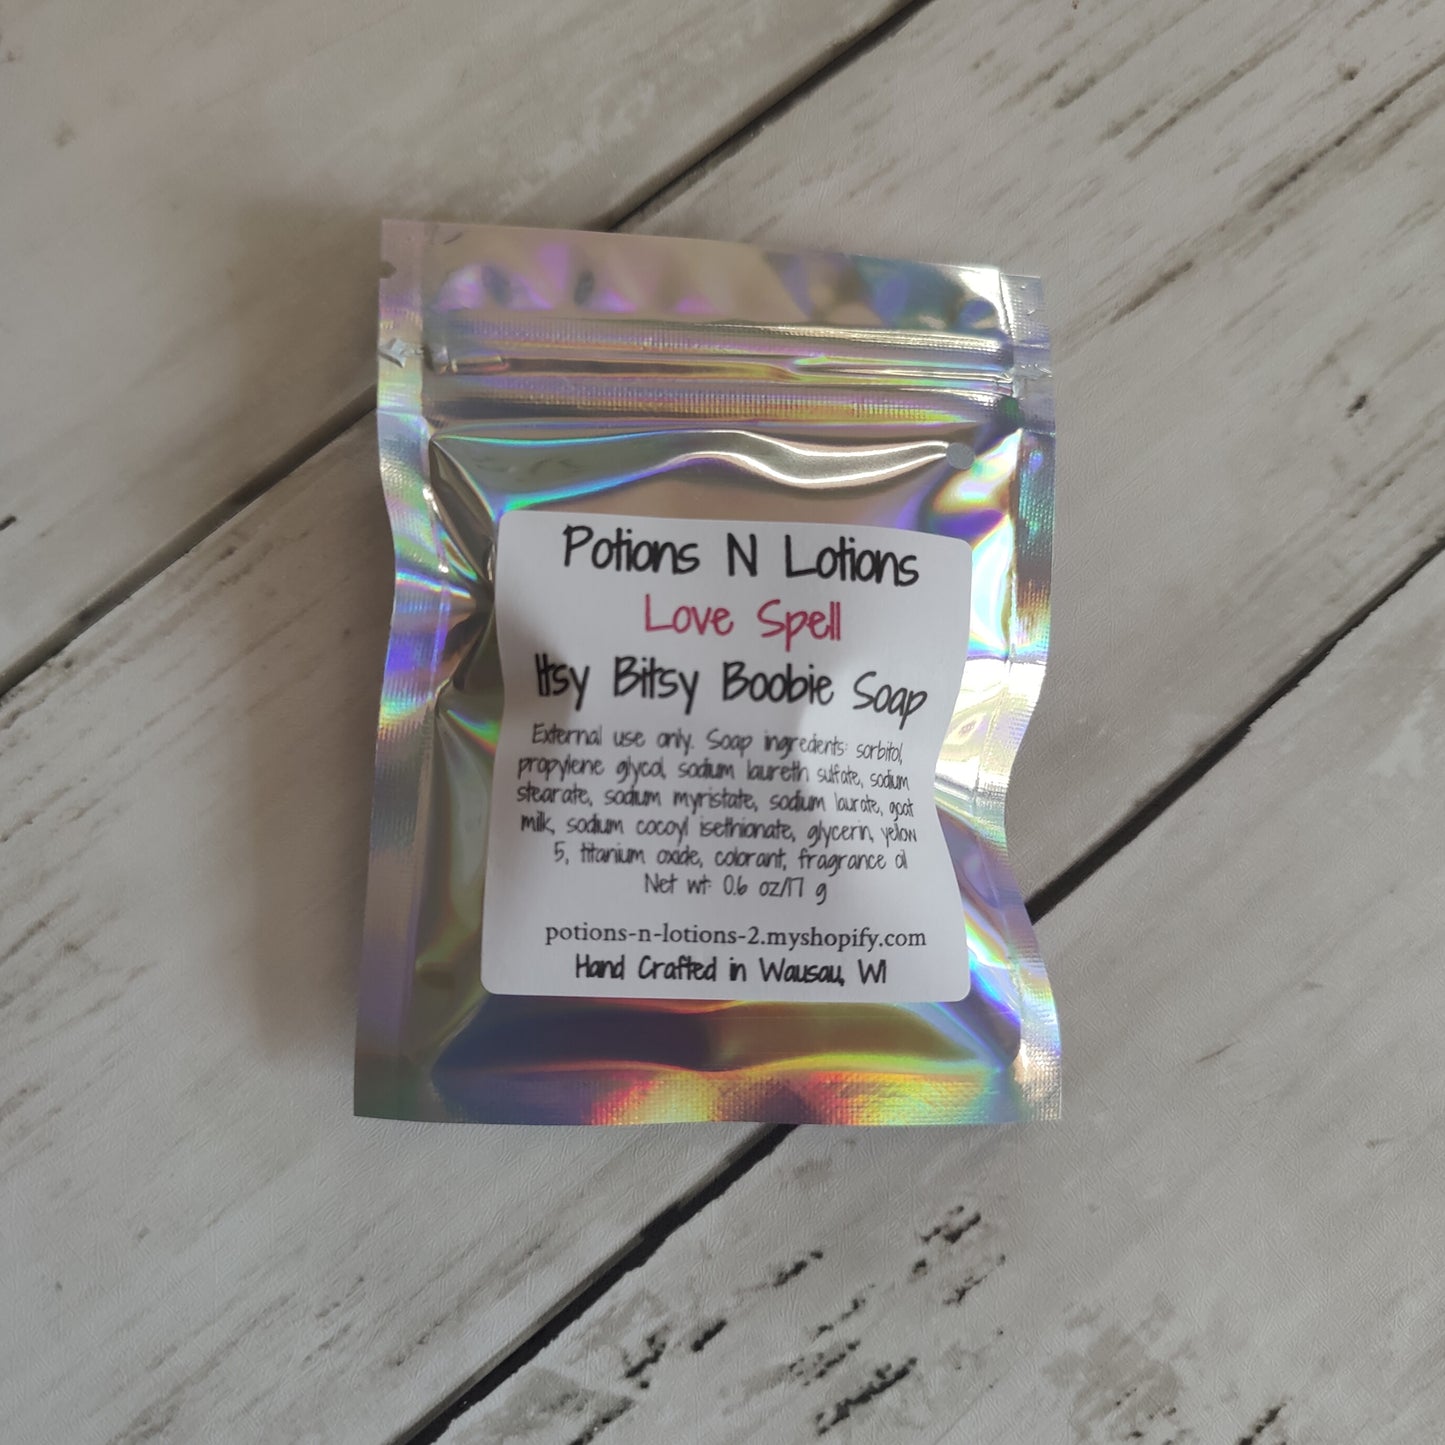 Potions N Lotions
Love Spell
Itsy Bitsy Boobie Soap
External use only. Soap ingredients: sorbitol,
propylene glycol, sodium laureth sulfate, sodium
stearate, sodium myristate, sodium laurate, goat
milk, sodium cocoyl isethionate, glycerin, yellow
5, titanium oxide, colorant, fragrance oil
Net wt: 0.6 oz/17 g
potions-n-lotions-2.myshopify.com
Hand Crafted in Wausau, WI